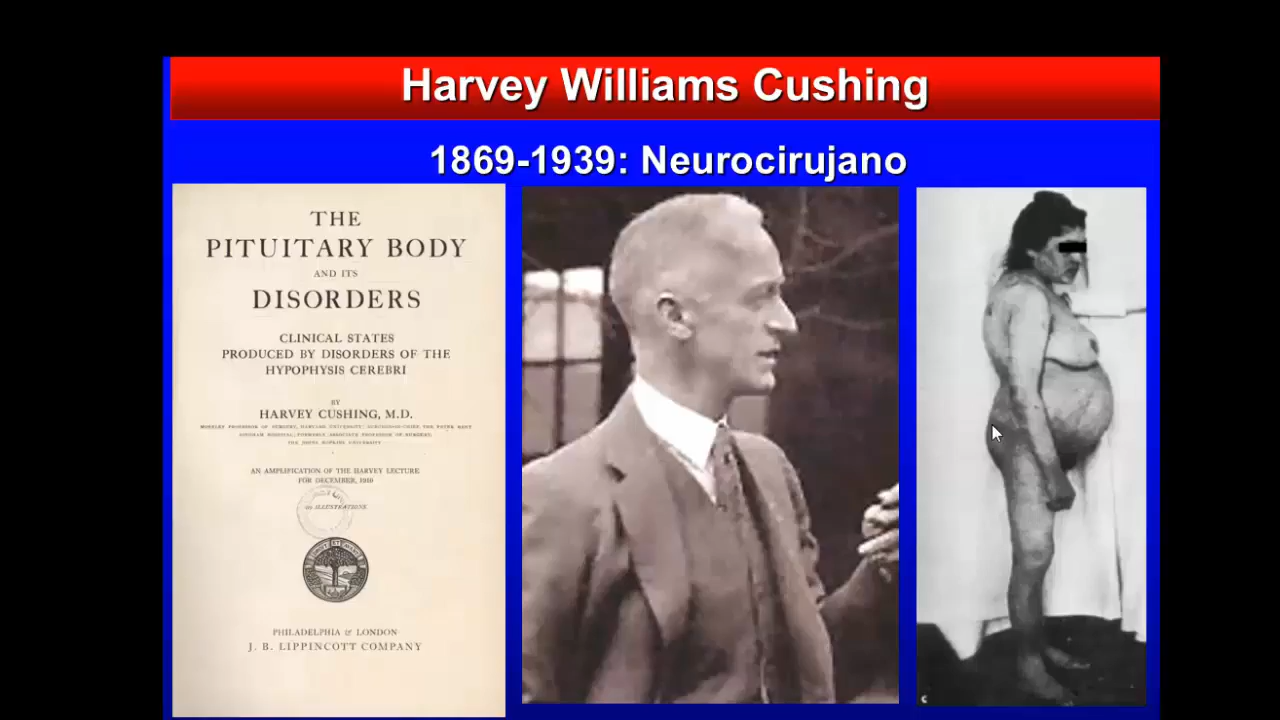 Harvey Williams Cushing
1869-1939: Neurocirujano
THE
PITUITARY BODY
AND ITS
DISORDERS
CLINICAL STATES
PRODUCED BY DISORDERS OF THE
HYPOPHYSIS CEREBRI
BY
HARVEY CUSHING, M.D.
AN AMPLIFICATION OF THE HARVEY LECTURE
FOR DECEMBER, 1910
ILLUSTRATIONS
PHILADELPHIA & LONDON
J. B. LIPPINCOTT COMPANY